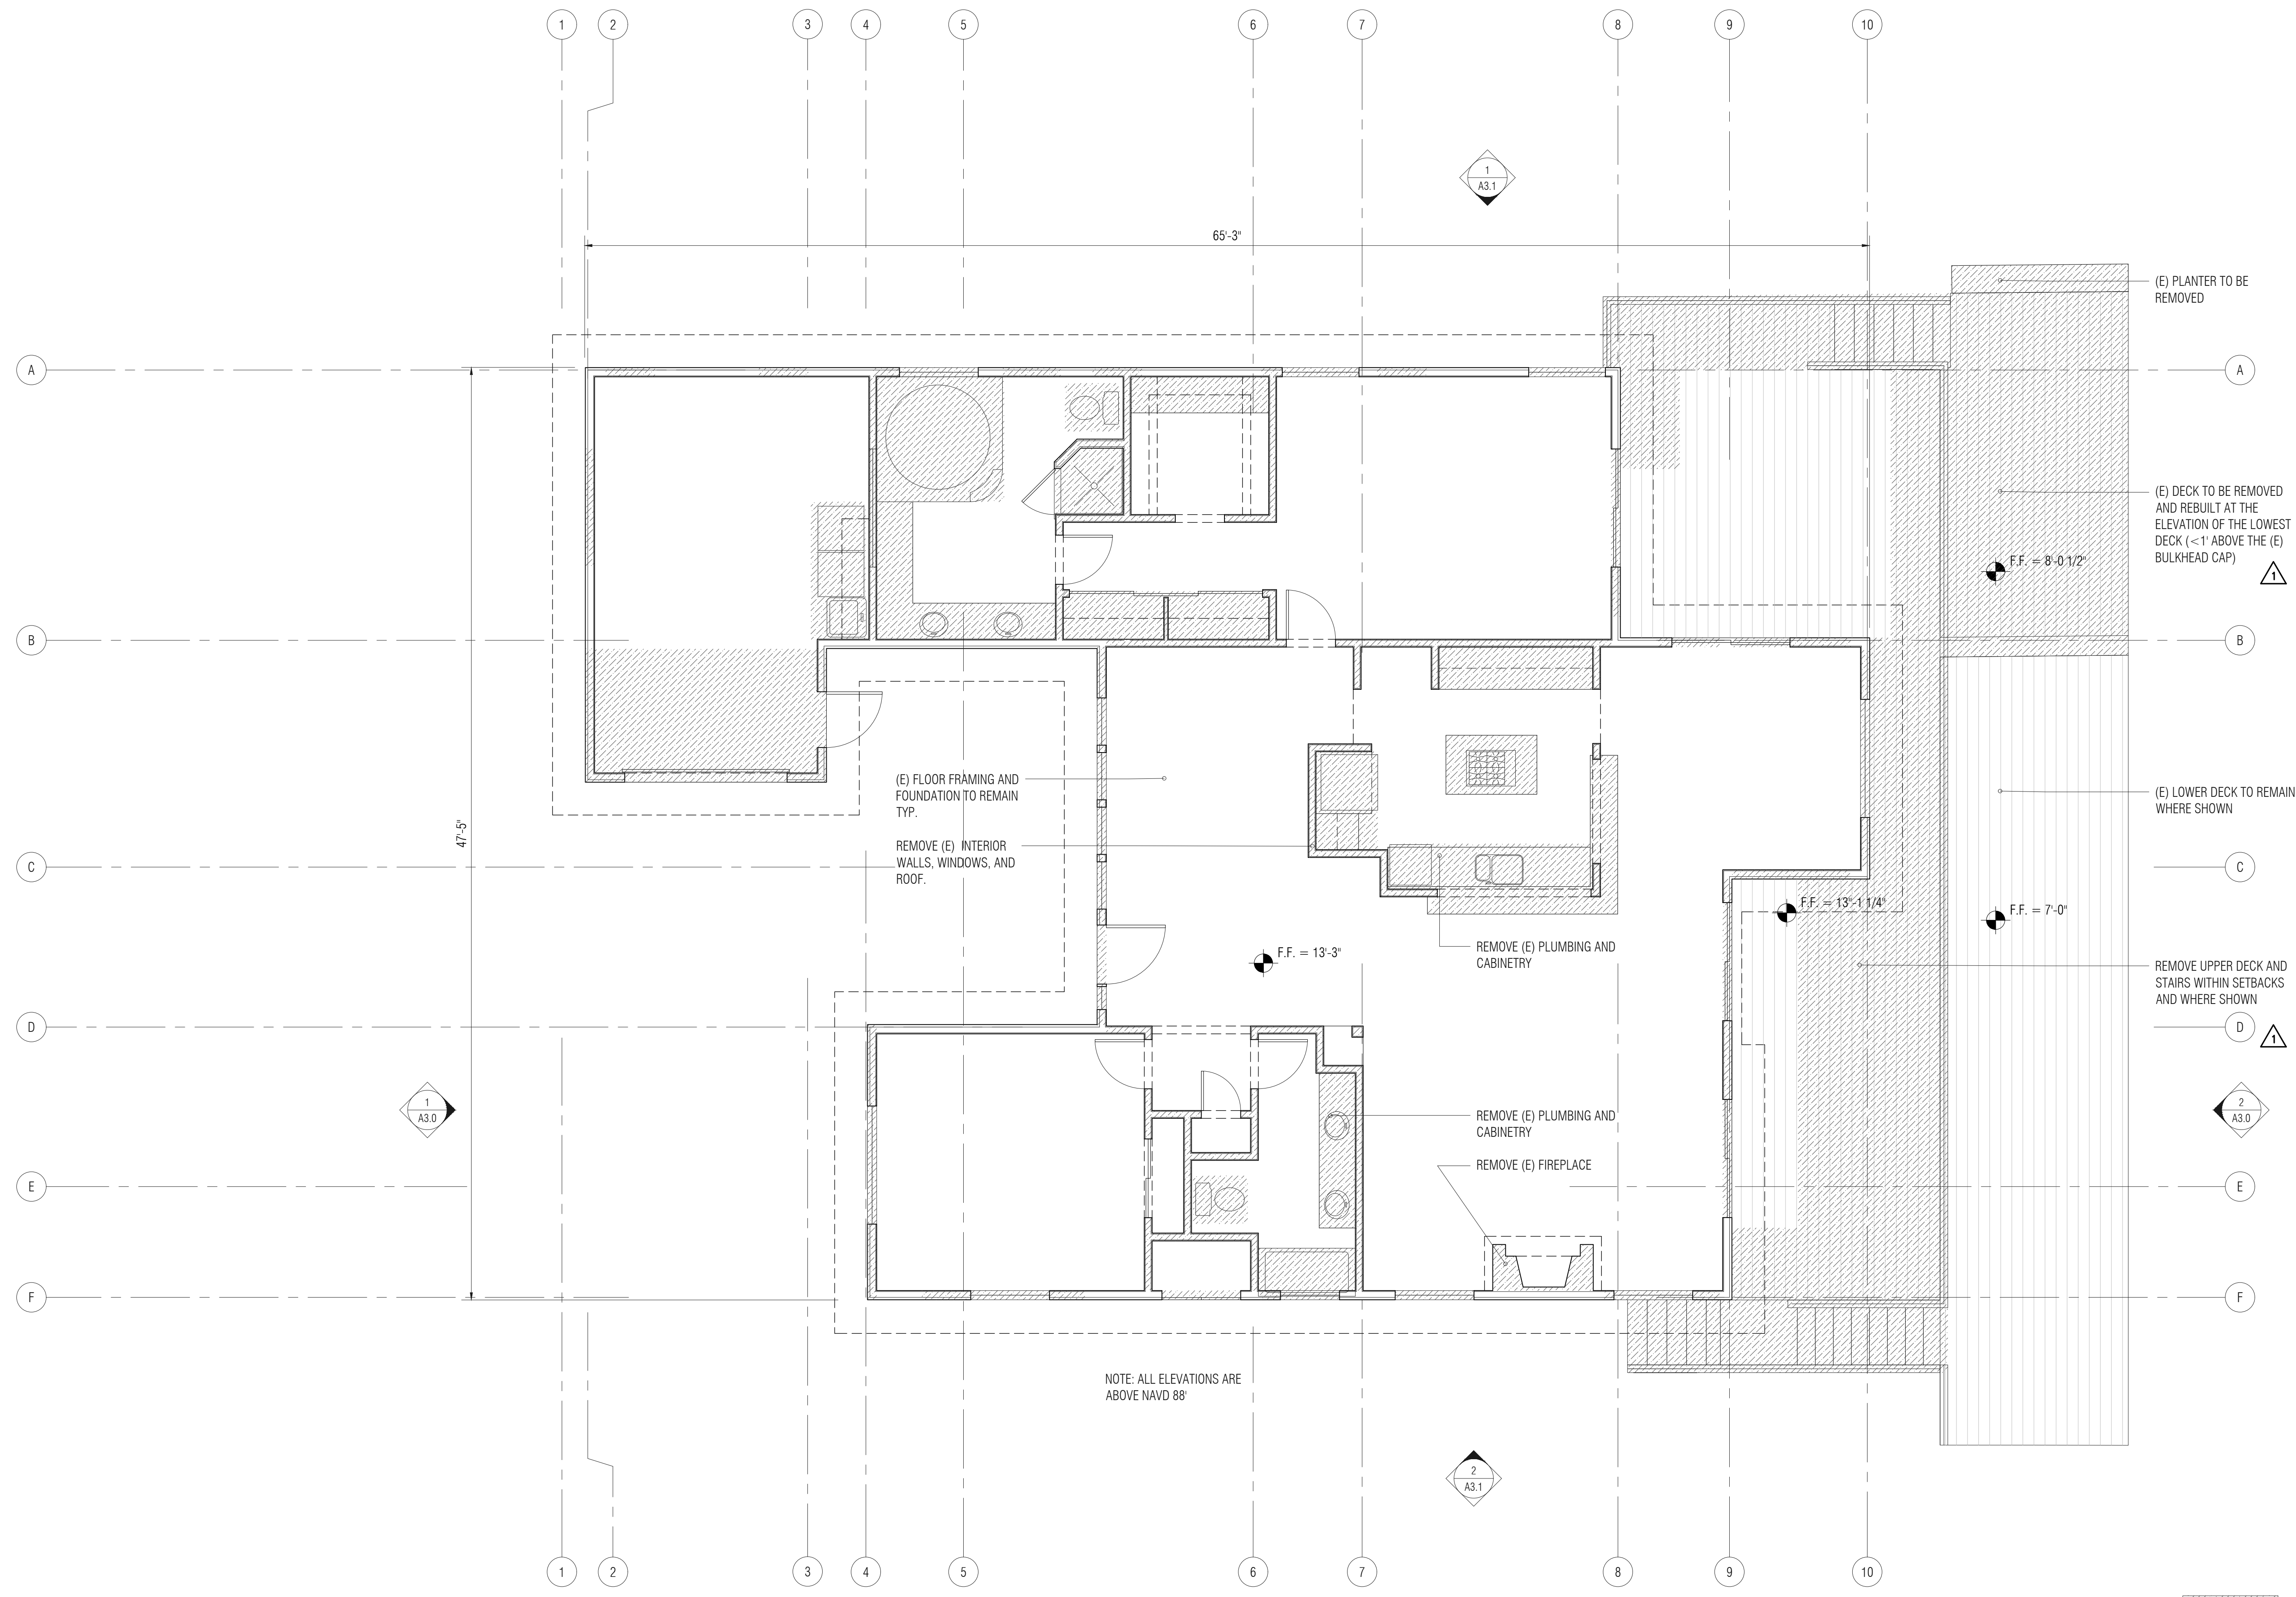 1 2 3 4 5 6 7 8 9 10
1
A3.1
65'-3"
(E) PLANTER TO BE
REMOVED
A A
(E) DECK TO BE REMOVED
AND REBUILT AT THE
ELEVATION OF THE LOWEST
DECK (<1' ABOVE THE (E)
BULKHEAD CAP)
1
F.F. = 8'-0 1/2"
B B
(E) FLOOR FRAMING AND
FOUNDATION TO REMAIN
TYP.
(E) LOWER DECK TO REMAIN
WHERE SHOWN
47'-5"
REMOVE (E) INTERIOR
WALLS, WINDOWS, AND
ROOF.
C C
F.F. = 13"-1 1/4"
F.F. = 7'-0"
REMOVE (E) PLUMBING AND
CABINETRY
F.F. = 13'-3"
REMOVE UPPER DECK AND
STAIRS WITHIN SETBACKS
AND WHERE SHOWN
D D
1
1
A3.0
2
A3.0
REMOVE (E) PLUMBING AND
CABINETRY
REMOVE (E) FIREPLACE
E E
F F
NOTE: ALL ELEVATIONS ARE
ABOVE NAVD 88'
2
A3.1
1 2 3 4 5 6 7 8 9 10